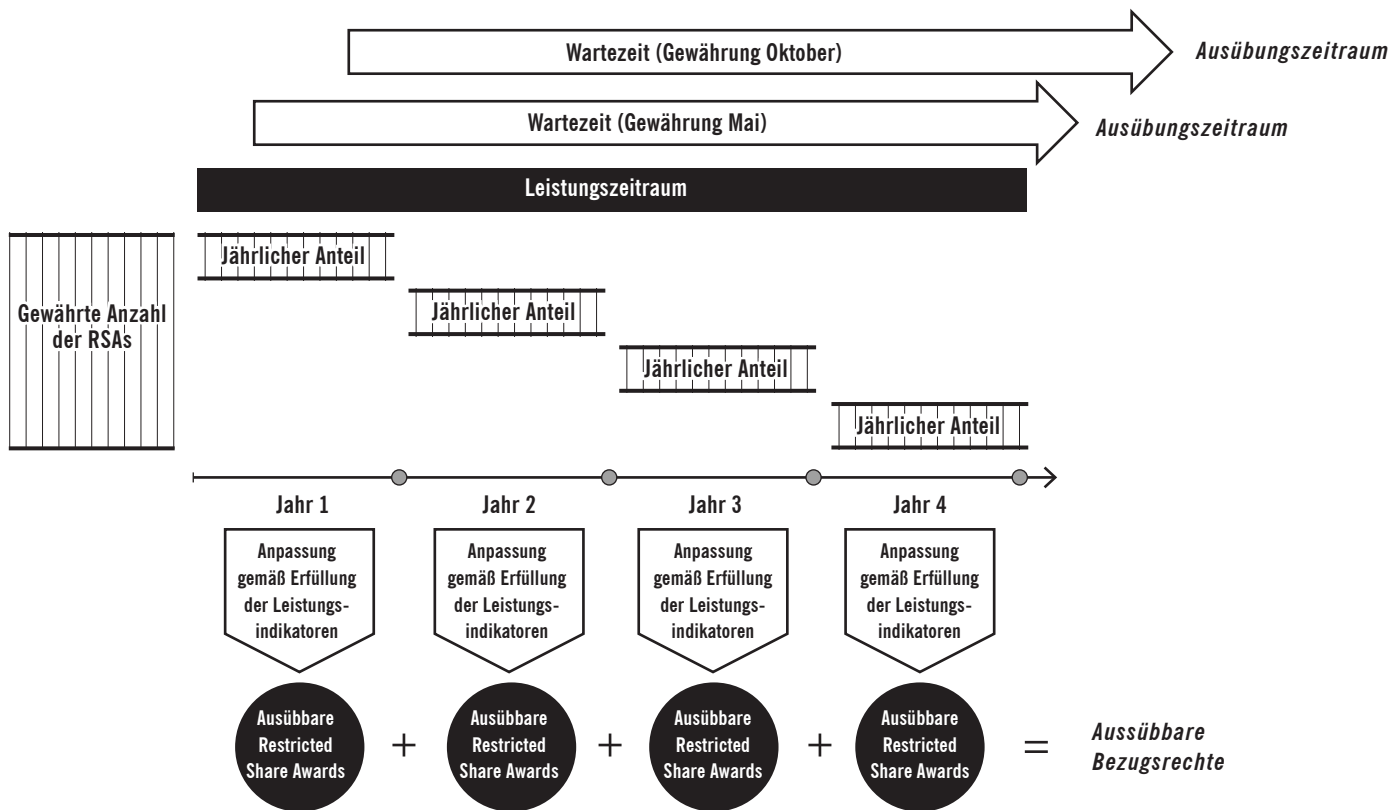 Wartezeit (Gewährung Oktober)
Ausübungszeitraum
Wartezeit (Gewährung Mai)
Ausübungszeitraum
Leistungszeitraum
Gewährte Anzahl
der RSAs
Jährlicher Anteil
Jährlicher Anteil
Jährlicher Anteil
Jährlicher Anteil
Jahr 1
Jahr 2
Jahr 3
Jahr 4
Anpassung
gemäß Erfüllung
der Leistungs-
indikatoren
Anpassung
gemäß Erfüllung
der Leistungs-
indikatoren
Anpassung
gemäß Erfüllung
der Leistungs-
indikatoren
Anpassung
gemäß Erfüllung
der Leistungs-
indikatoren
Ausübbare
Restricted
Share Awards
+
Ausübbare
Restricted
Share Awards
+
Ausübbare
Restricted
Share Awards
+
Ausübbare
Restricted
Share Awards
=
Aussübbare
Bezugsrechte